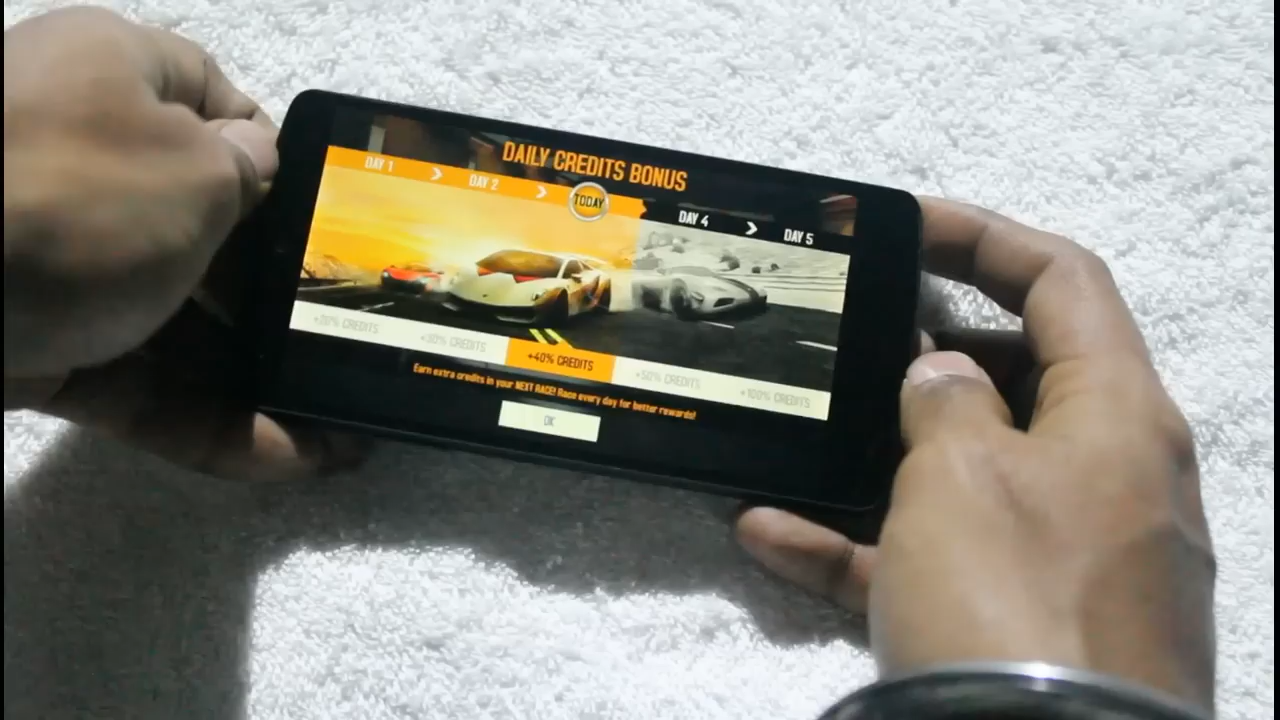 DAILY CREDITS BONUS
DAY 1 > DAY 2 > TODAY DAY 4 > DAY 5
+20% CREDITS +30% CREDITS +40% CREDITS +50% CREDITS +100% CREDITS
Earn extra credits in your NEXT RACE! Race every day for better rewards!
OK